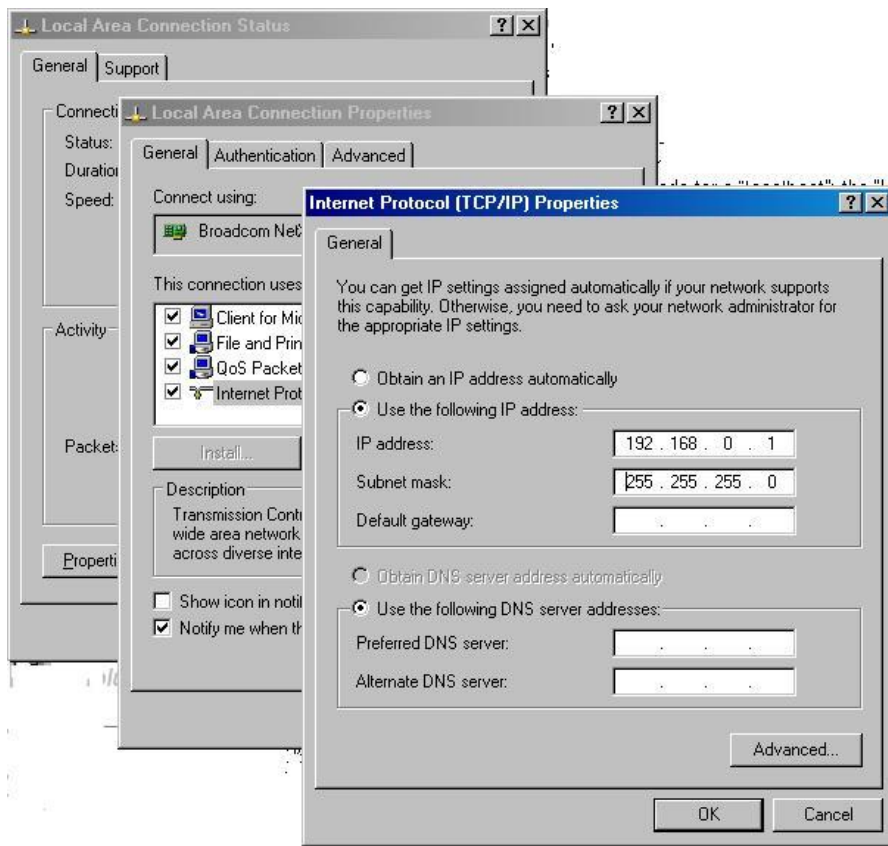 Local Area Connection Status
General
Support
Connecti
Status:
Duration
Speed:
Activity
Packets
Properti
Local Area Connection Properties
General
Authentication
Advanced
Connect using:
Broadcom Net
This connection uses
Client for Mic
File and Prin
QoS Packet
Internet Prot
Install...
Description
Transmission Contr
wide area network
across diverse inte
Show icon in notif
Notify me when th
Internet Protocol (TCP/IP) Properties
General
You can get IP settings assigned automatically if your network supports
this capability. Otherwise, you need to ask your network administrator for
the appropriate IP settings.
Obtain an IP address automatically
Use the following IP address:
IP address: 192 . 168 . 0 . 1
Subnet mask: 255 . 255 . 255 . 0
Default gateway: . . .
Obtain DNS server address automatically
Use the following DNS server addresses:
Preferred DNS server: . . .
Alternate DNS server: . . .
Advanced...
OK
Cancel